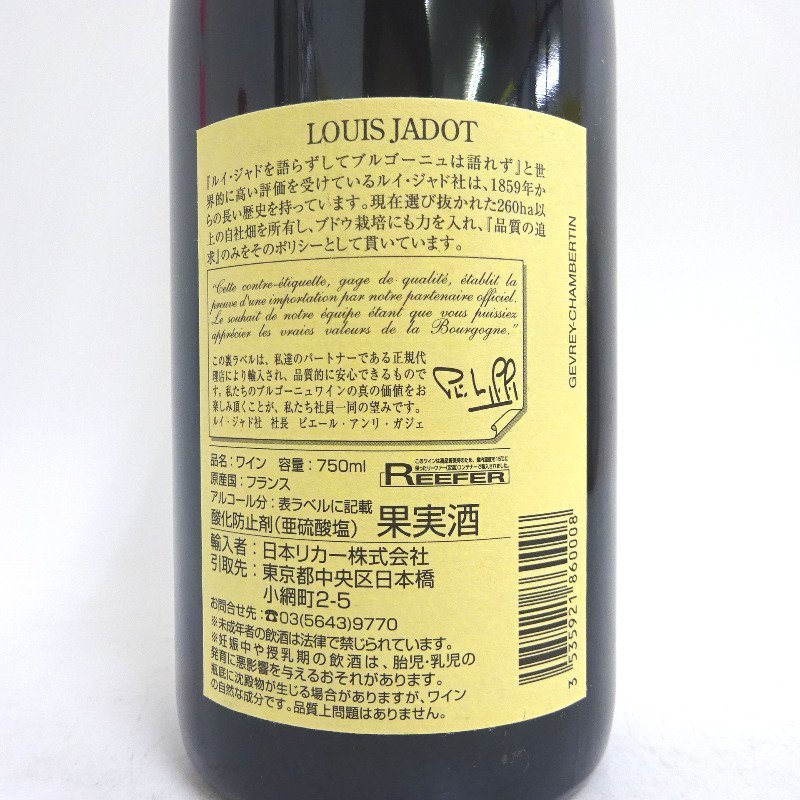 LOUIS JADOT
『ルイ・ジャドを語らずしてブルゴーニュは語れず』と世
界的に高い評価を受けているルイ・ジャド社は、1859年か
らの長い歴史を持っています。現在選び抜かれた260ha以
上の自社畑を所有し、ブドウ栽培にも力を入れ、『品質の追
求』のみをそのポリシーとして貫いています。
"Cette contre-étiquette, gage de qualité, établit la
preuve d'une importation par notre partenaire officiel.
Le souhait de notre équipe étant que vous puissiez
apprécier les vraies valeurs de la Bourgogne."
この裏ラベルは、私達のパートナーである正規代
理店により輸入され、品質的に安心できるもので
す。私たちのブルゴーニュワインの真の価値をお
楽しみ頂くことが、私たち社員一同の望みです。
ルイ・ジャド社 社長 ピエール・アンリ・ガジェ
品名:ワイン 容量:750ml
原産国:フランス
アルコール分:表ラベルに記載
酸化防止剤(亜硫酸塩) 果実酒
REEFER
輸入者:日本リカー株式会社
引取先:東京都中央区日本橋
小網町2-5
お問合せ先:☎03(5643)9770
※未成年者の飲酒は法律で禁じられています。
※妊娠中や授乳期の飲酒は、胎児・乳児の
発育に悪影響を与えるおそれがあります。
瓶底に沈殿物が生じる場合がありますが、ワイン
の自然な成分です。品質上問題はありません。
GEVREY-CHAMBERTIN
3 535921 860008